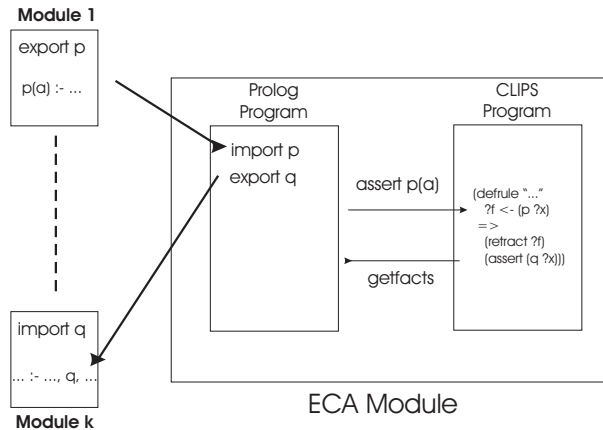 Module 1
export p
p(a) :- ...
Prolog
Program
import p
export q
CLIPS
Program
assert p(a)
(defrule "..."
?f <- (p ?x)
=>
(retract ?f)
(assert (q ?x)))
getfacts
import q
... :- ..., q, ...
Module k
ECA Module